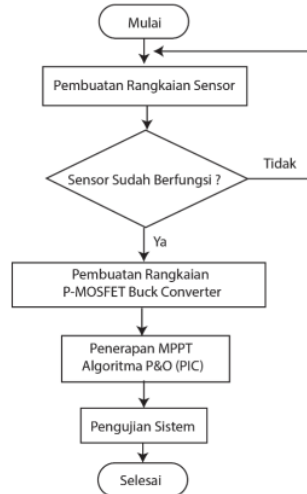 Mulai
Pembuatan Rangkaian Sensor
Sensor Sudah Berfungsi ?
Tidak
Ya
Pembuatan Rangkaian
P-MOSFET Buck Converter
Penerapan MPPT
Algoritma P&O (PIC)
Pengujian Sistem
Selesai